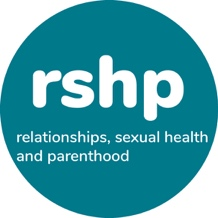 rshp
relationships, sexual health
and parenthood